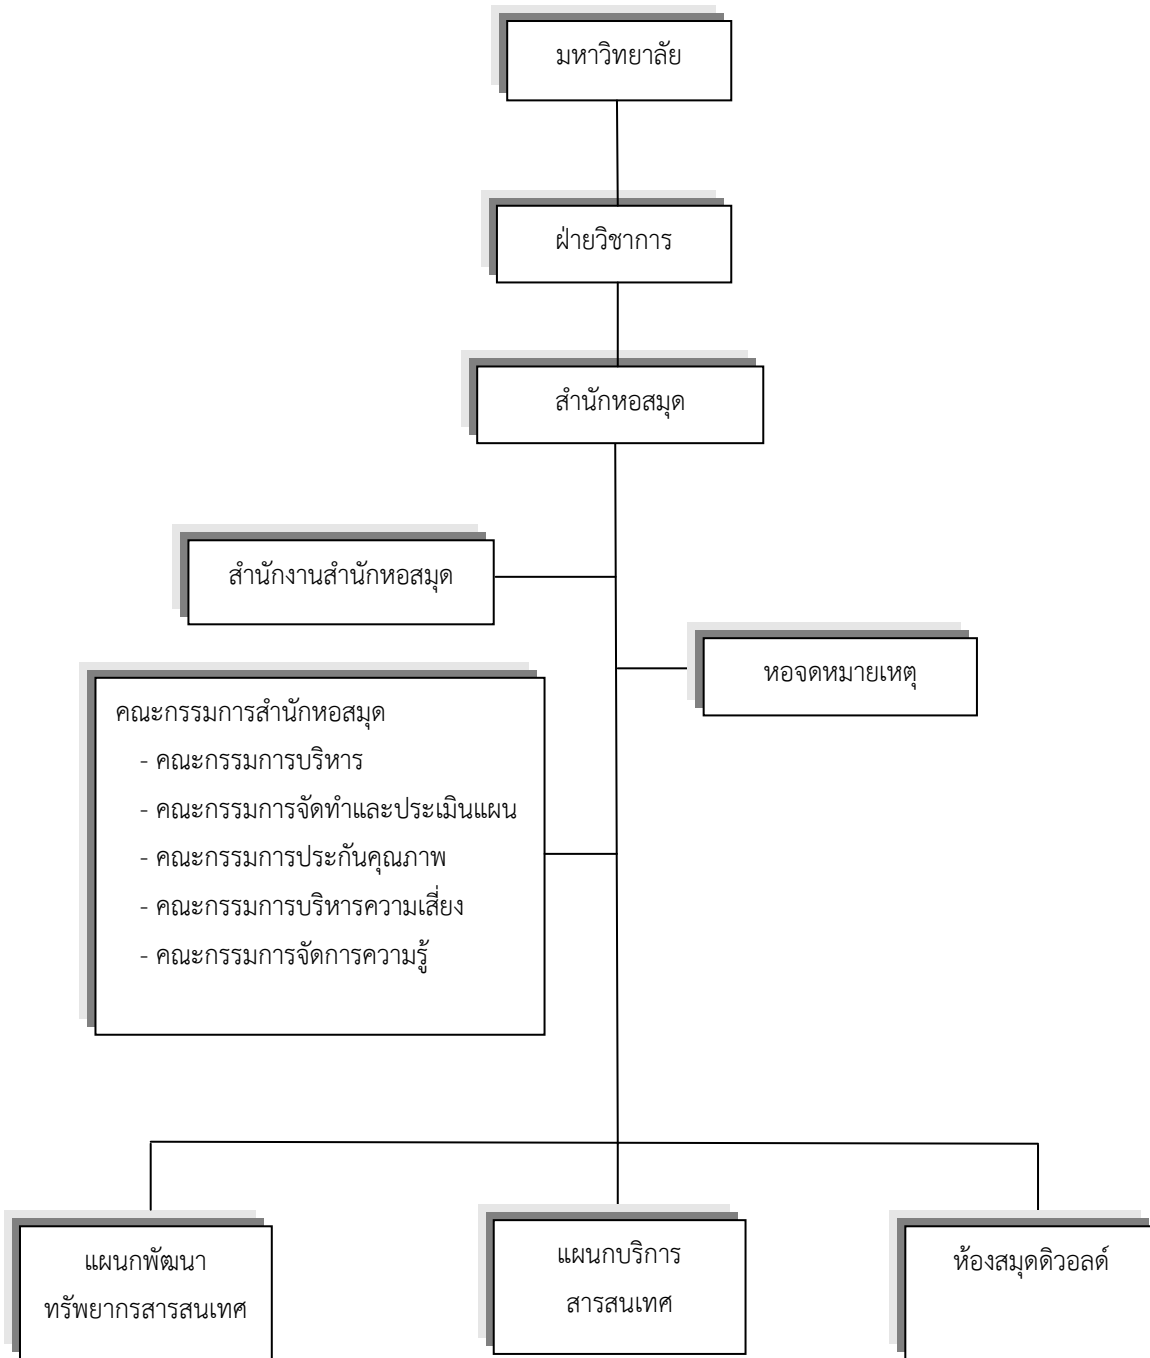 มหาวิทยาลัย
ฝ่ายวิชาการ
สำนักหอสมุด
สำนักงานสำนักหอสมุด
หอจดหมายเหตุ
คณะกรรมการสำนักหอสมุด
- คณะกรรมการบริหาร
- คณะกรรมการจัดทำและประเมินแผน
- คณะกรรมการประกันคุณภาพ
- คณะกรรมการบริหารความเสี่ยง
- คณะกรรมการจัดการความรู้
แผนกพัฒนา
ทรัพยากรสารสนเทศ
แผนกบริการ
สารสนเทศ
ห้องสมุดดิวอลด์